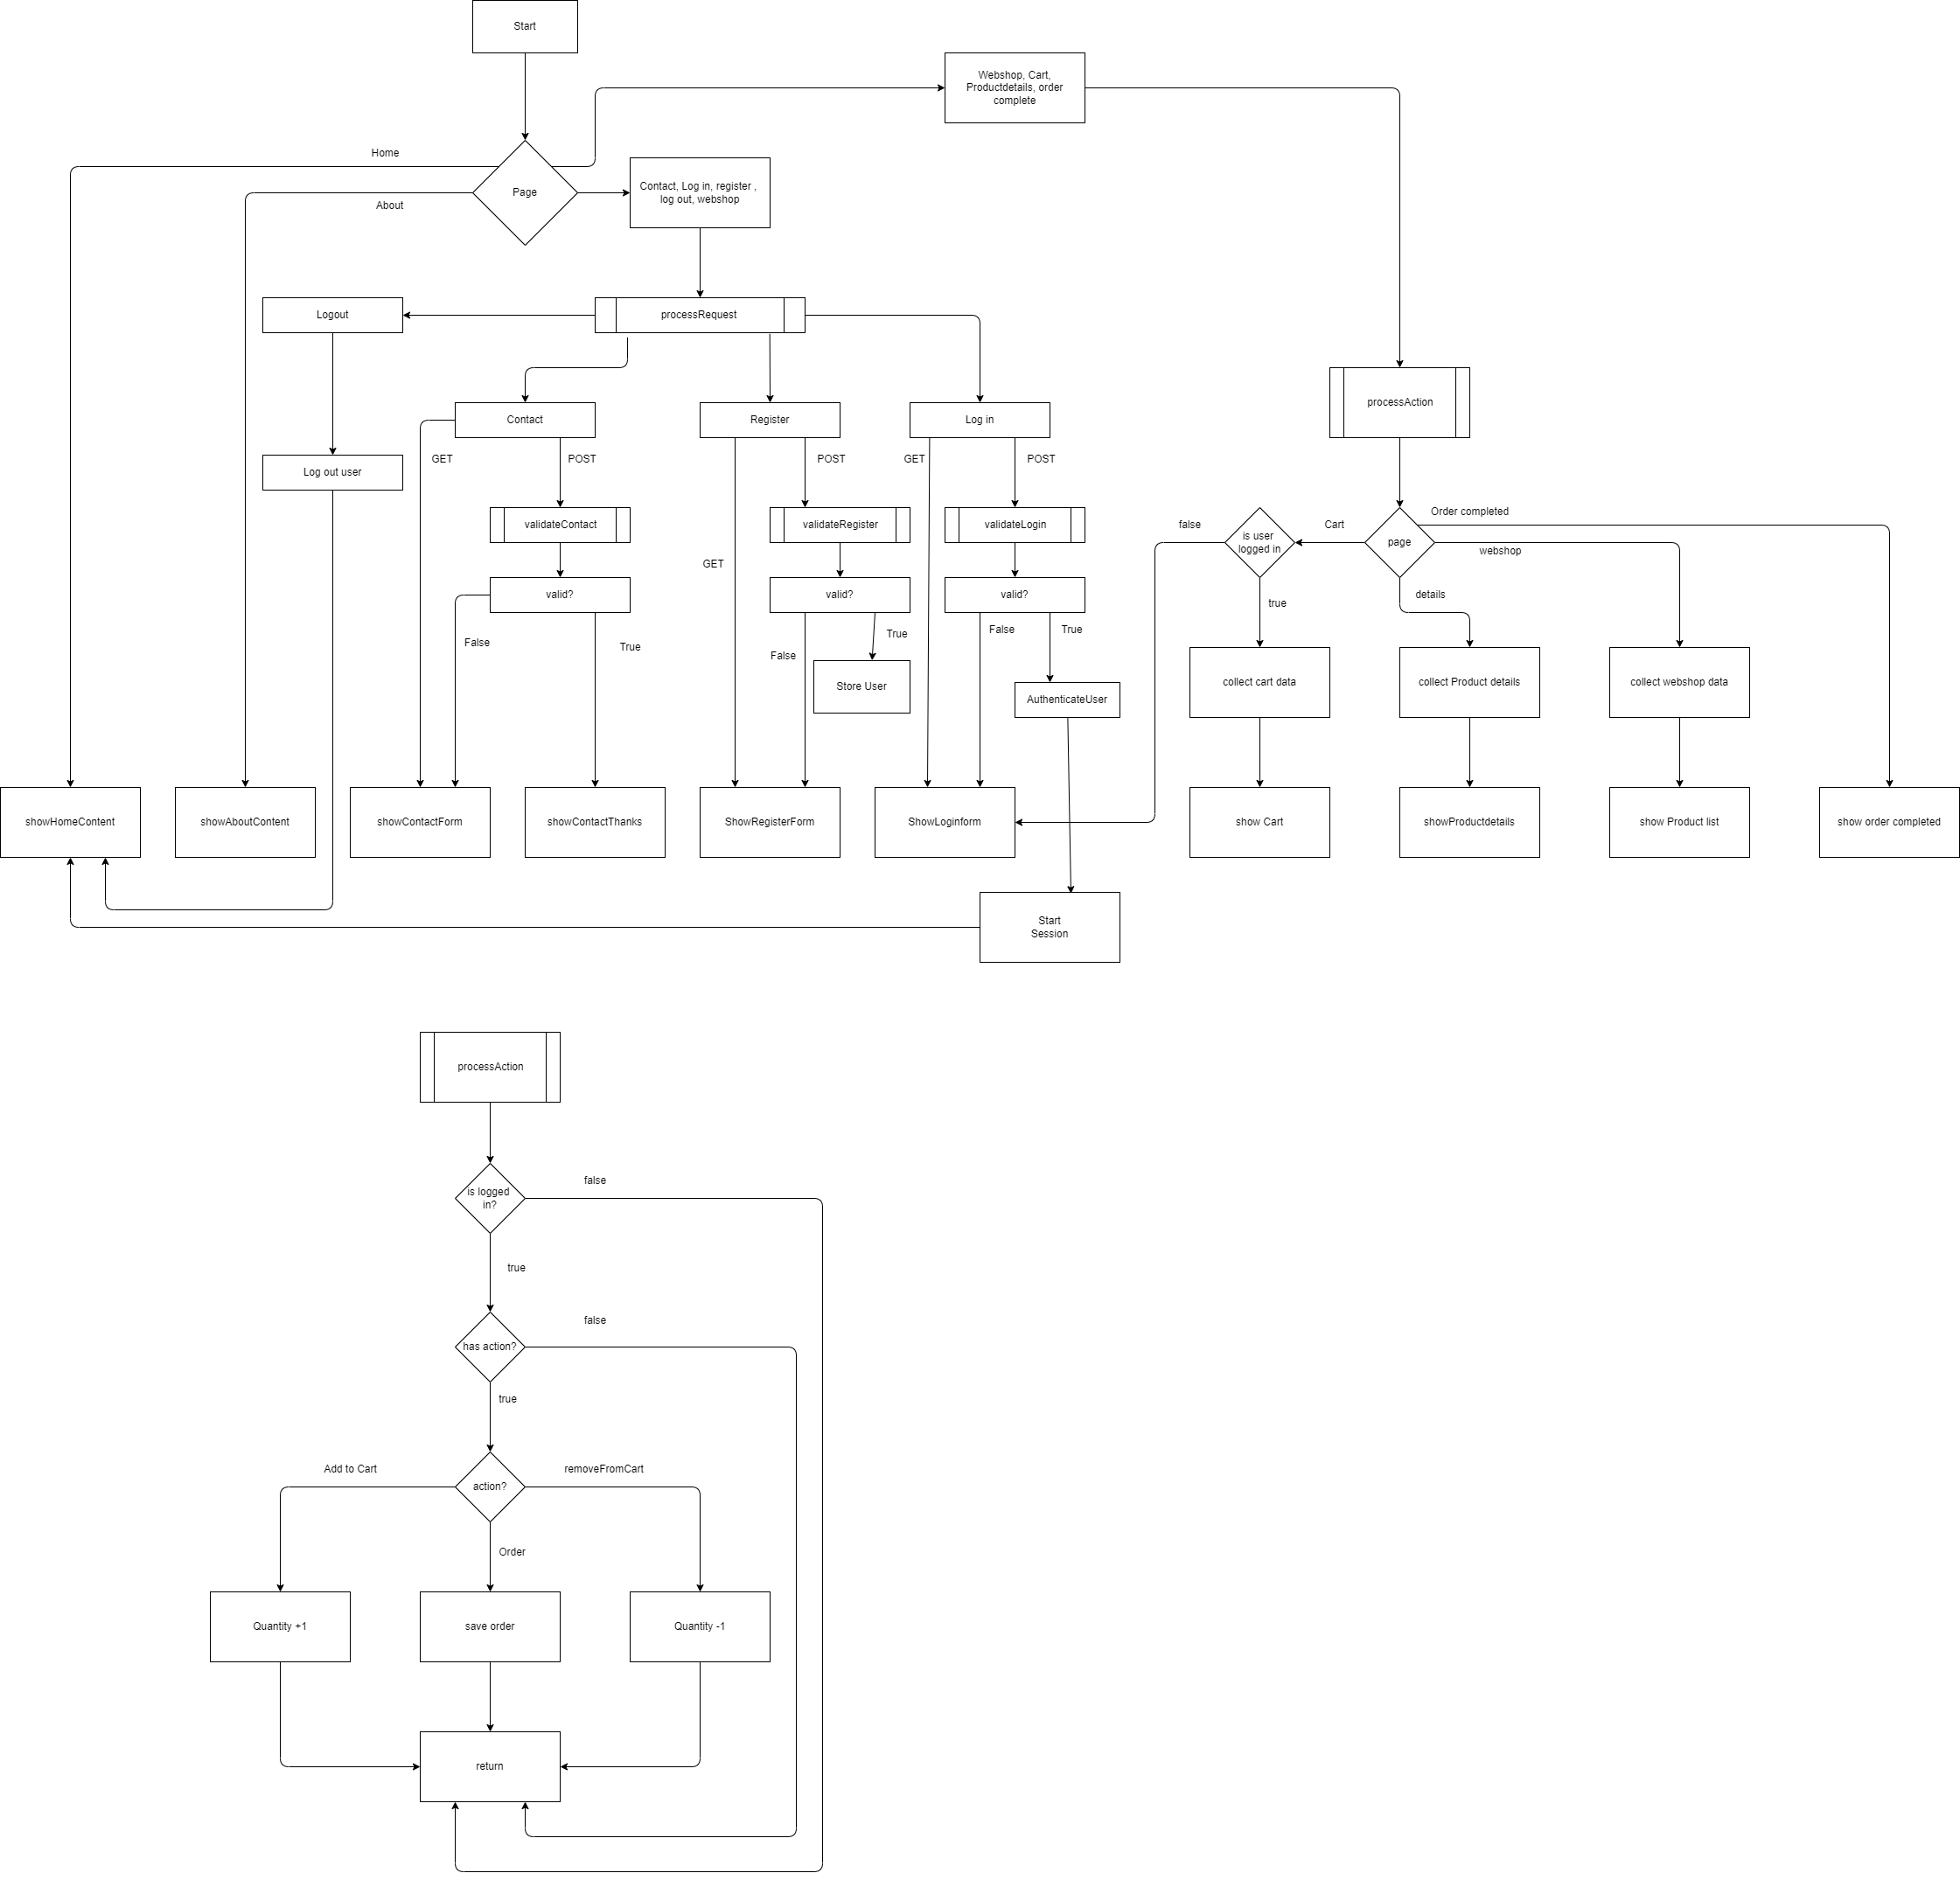 Start
Webshop, Cart,
Productdetails, order
complete
Home
Page
Contact, Log in, register ,
log out, webshop
About
Logout
processRequest
processAction
Contact
Register
Log in
GET
POST
POST
GET
POST
Log out user
validateContact
validateRegister
validateLogin
Order completed
false
Cart
is user
logged in
page
webshop
GET
valid?
valid?
valid?
true
details
False
True
False
True
False
True
Store User
collect cart data
collect Product details
collect webshop data
AuthenticateUser
showHomeContent
showAboutContent
showContactForm
showContactThanks
ShowRegisterForm
ShowLoginform
show Cart
showProductdetails
show Product list
show order completed
Start
Session
processAction
is logged
in?
false
true
has action?
false
true
Add to Cart
action?
removeFromCart
Order
Quantity +1
save order
Quantity -1
return